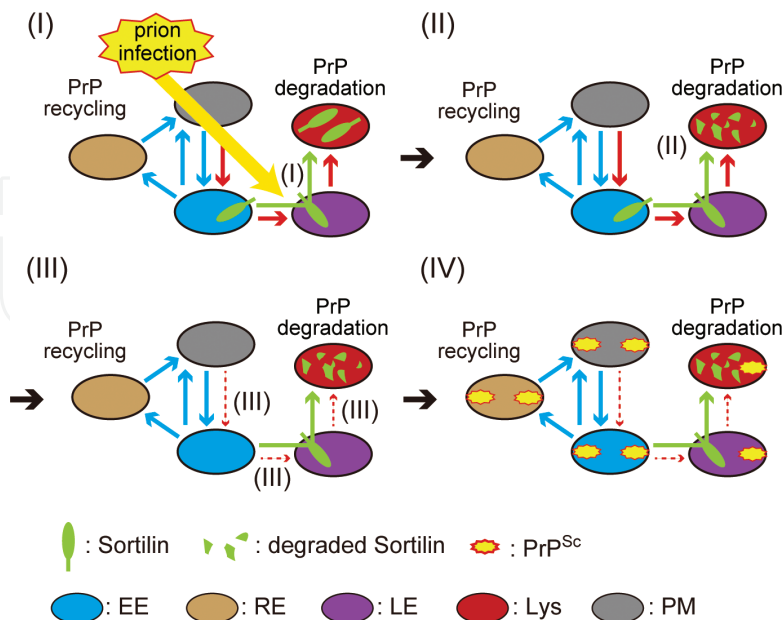 (I)
prion
infection
PrP
recycling
PrP
degradation
(I)
(II)
PrP
recycling
PrP
degradation
(II)
(III)
PrP
recycling
PrP
degradation
(III)
(III)
(III)
(IV)
PrP
recycling
PrP
degradation
: Sortilin
: degraded Sortilin
: PrPSc
: EE
: RE
: LE
: Lys
: PM